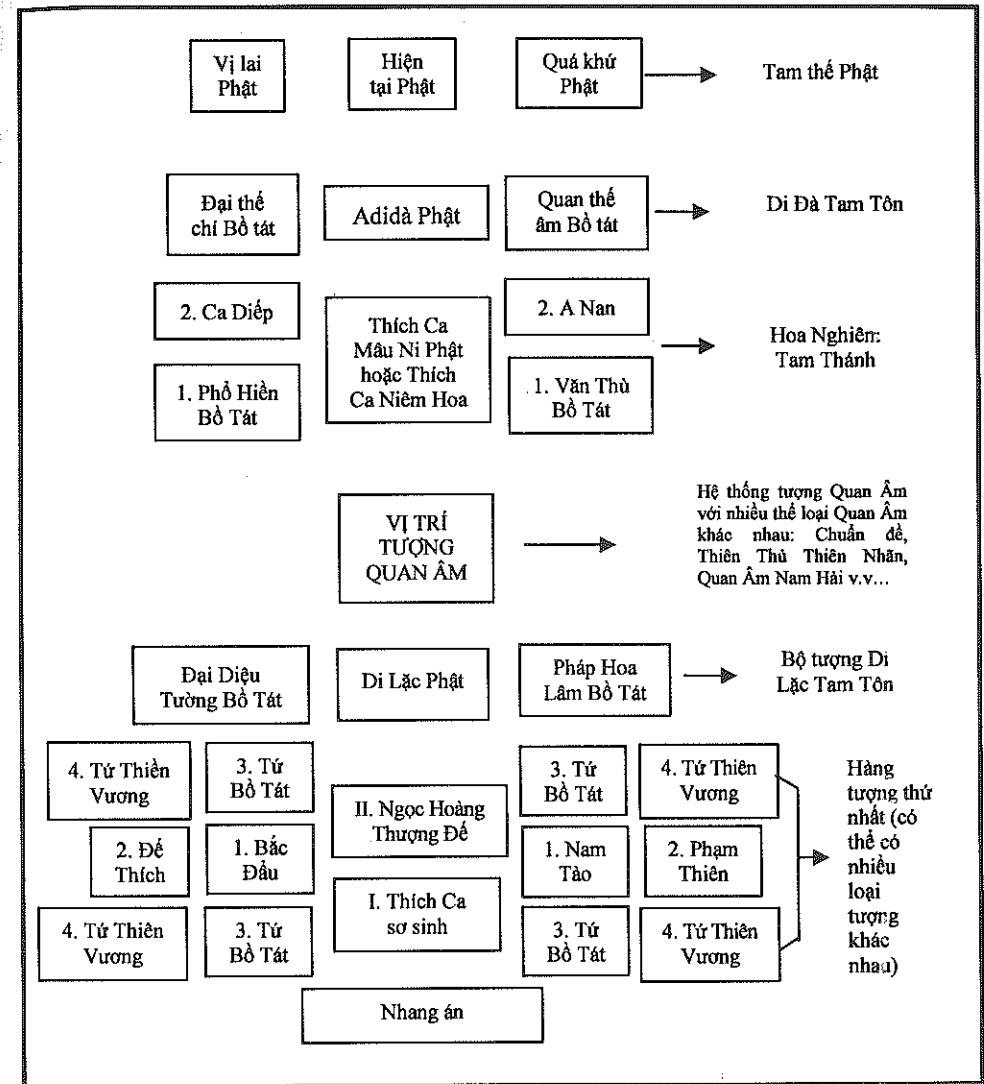 Vị lai
Phật
Hiện
tại Phật
Quá khứ
Phật
Tam thế Phật
Đại thế
chí Bồ tát
Adidà Phật
Quan thế
âm Bồ tát
Di Đà Tam Tôn
2. Ca Diếp
Thích Ca
Mâu Ni Phật
hoặc Thích
Ca Niêm Hoa
2. A Nan
1. Phổ Hiền
Bồ Tát
1. Văn Thù
Bồ Tát
Hoa Nghiêm
Tam Thánh
VỊ TRÍ
TƯỢNG
QUAN ÂM
Hệ thống tượng Quan Âm
với nhiều thể loại Quan Âm
khác nhau: Chuẩn đề,
Thiên Thủ Thiên Nhãn,
Quan Âm Nam Hải v.v...
Đại Diệu
Tường Bồ Tát
Di Lặc Phật
Pháp Hoa
Lâm Bồ Tát
Bộ tượng Di
Lặc Tam Tôn
4. Tứ Thiền
Vương
3. Tứ
Bồ Tát
II. Ngọc Hoàng
Thượng Đế
3. Tứ
Bồ Tát
4. Tứ Thiên
Vương
2. Đế
Thích
1. Bắc
Đẩu
1. Nam
Tào
2. Phạm
Thiên
4. Tứ Thiên
Vương
3. Tứ
Bồ Tát
I. Thích Ca
sơ sinh
3. Tứ
Bồ Tát
4. Tứ Thiên
Vương
Hàng
tượng thứ
nhất (có
thể có
nhiều
loại
tượng
khác
nhau)
Nhang án